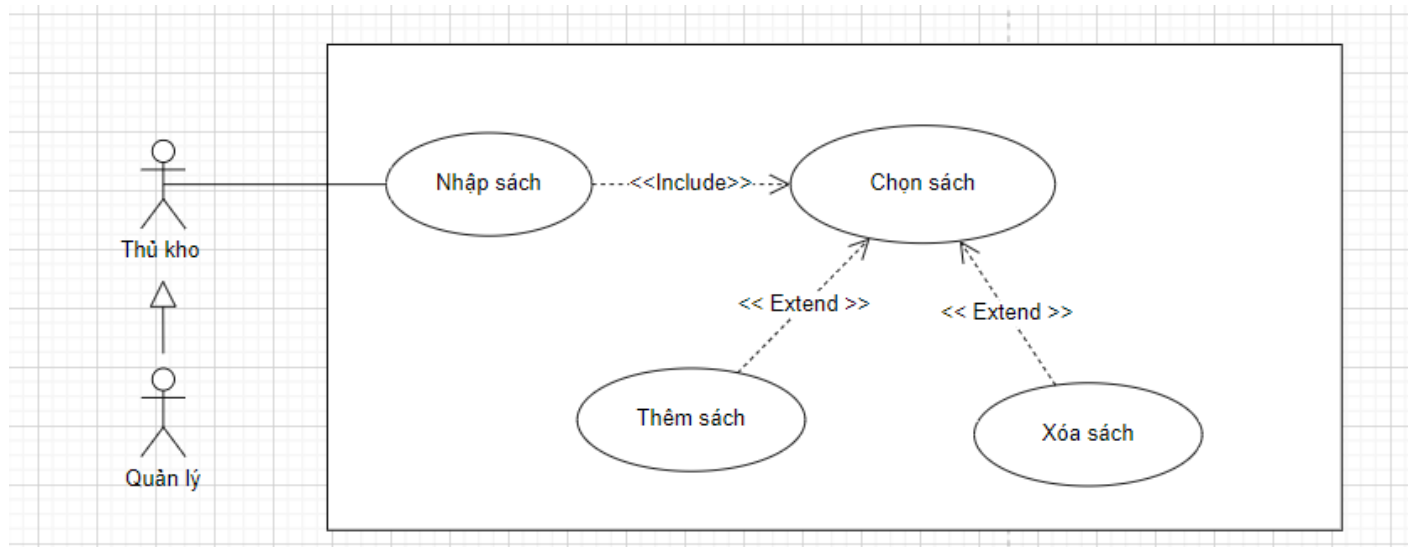 Nhập sách
<<Include>>
Chọn sách
Thủ kho
<< Extend >>
<< Extend >>
Thêm sách
Xóa sách
Quản lý